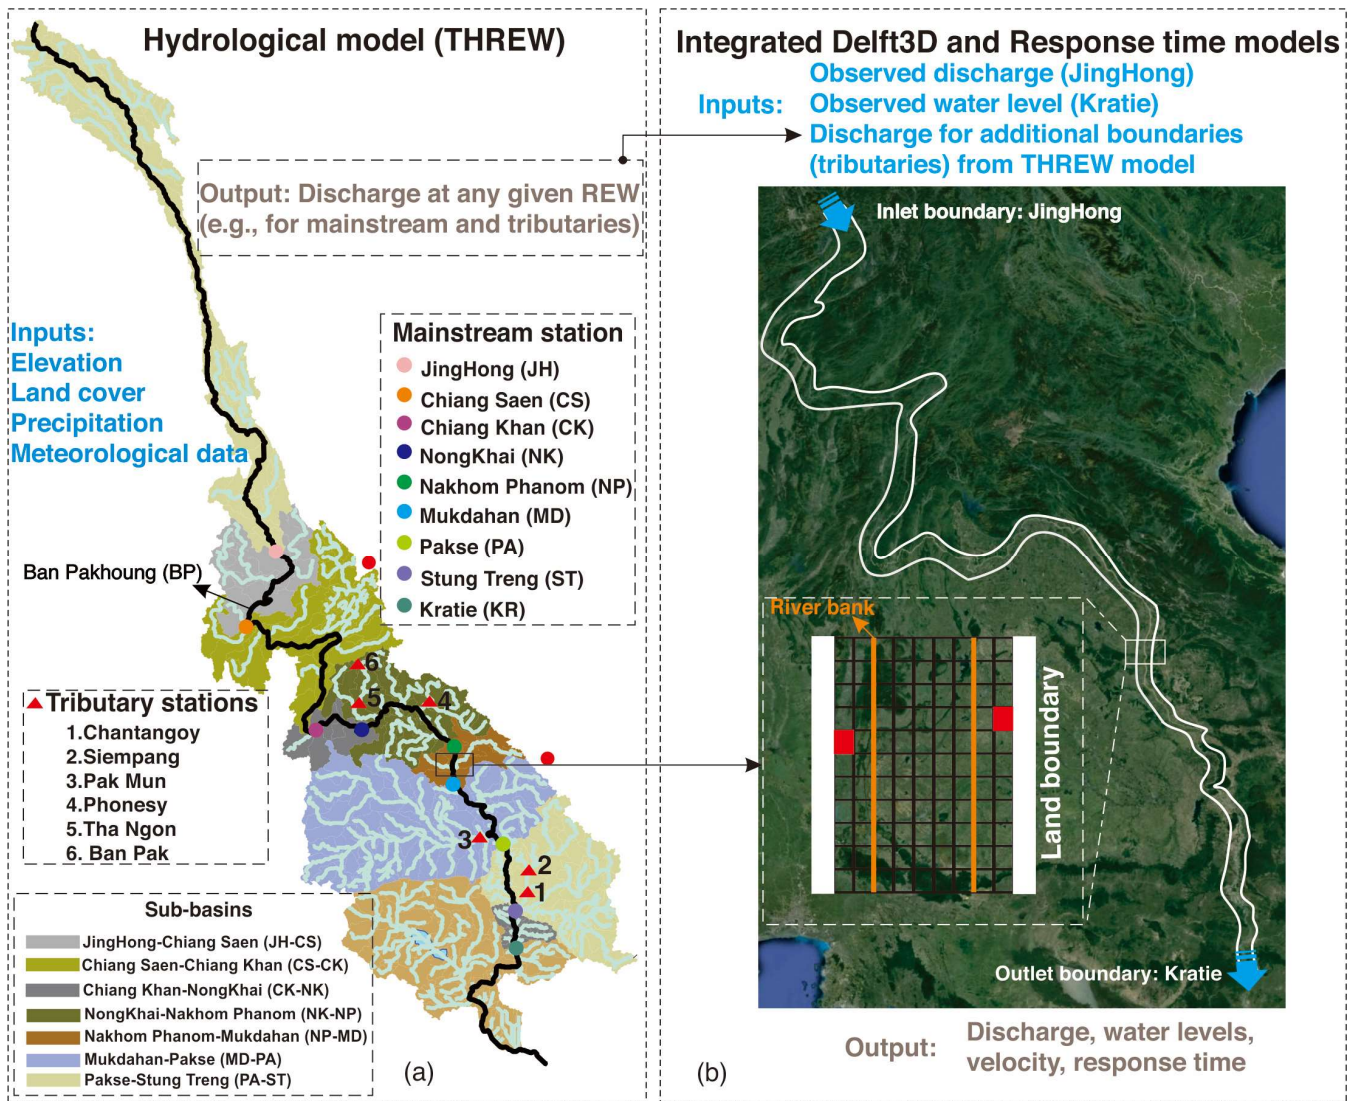 Hydrological model (THREW)
Output: Discharge at any given REW
(e.g., for mainstream and tributaries)
Inputs:
Elevation
Land cover
Precipitation
Meteorological data
Mainstream station
JingHong (JH)
Chiang Saen (CS)
Chiang Khan (CK)
NongKhai (NK)
Nakhom Phanom (NP)
Mukdahan (MD)
Pakse (PA)
Stung Treng (ST)
Kratie (KR)
Ban Pakhoung (BP)
6
5
4
3
2
1
Tributary stations
1.Chantangoy
2.Siempang
3.Pak Mun
4.Phonesy
5.Tha Ngon
6. Ban Pak
Sub-basins
JingHong-Chiang Saen (JH-CS)
Chiang Saen-Chiang Khan (CS-CK)
Chiang Khan-NongKhai (CK-NK)
NongKhai-Nakhom Phanom (NK-NP)
Nakhom Phanom-Mukdahan (NP-MD)
Mukdahan-Pakse (MD-PA)
Pakse-Stung Treng (PA-ST)
(a)
Integrated Delft3D and Response time models
Inputs:
Observed discharge (JingHong)
Observed water level (Kratie)
Discharge for additional boundaries
(tributaries) from THREW model
Inlet boundary: JingHong
River bank
Land boundary
Outlet boundary: Kratie
Output:
Discharge, water levels,
velocity, response time
(b)